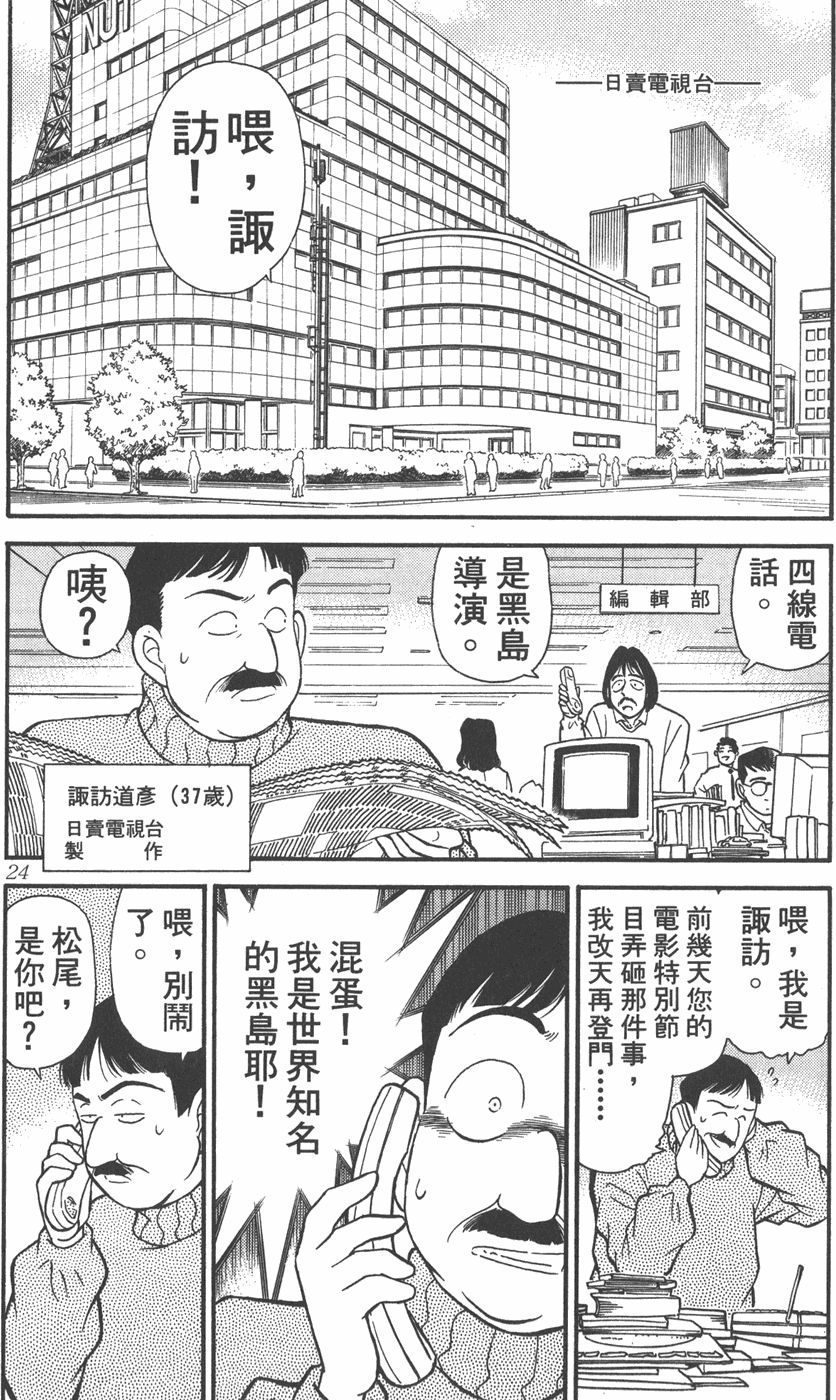 NUT
——日賣電視台——
喂，諏
訪！
四線電
話。
編輯部
是黑島
導演。
咦？
諏訪道彥（37歲）
日賣電視台
製作
24
喂，我是
諏訪。
前幾天您的
電影特別節
目弄砸那件事，
我改天再登門……
混蛋！
我是世界知名
的黑島耶！
喂，別鬧
了。
松尾，
是你吧？